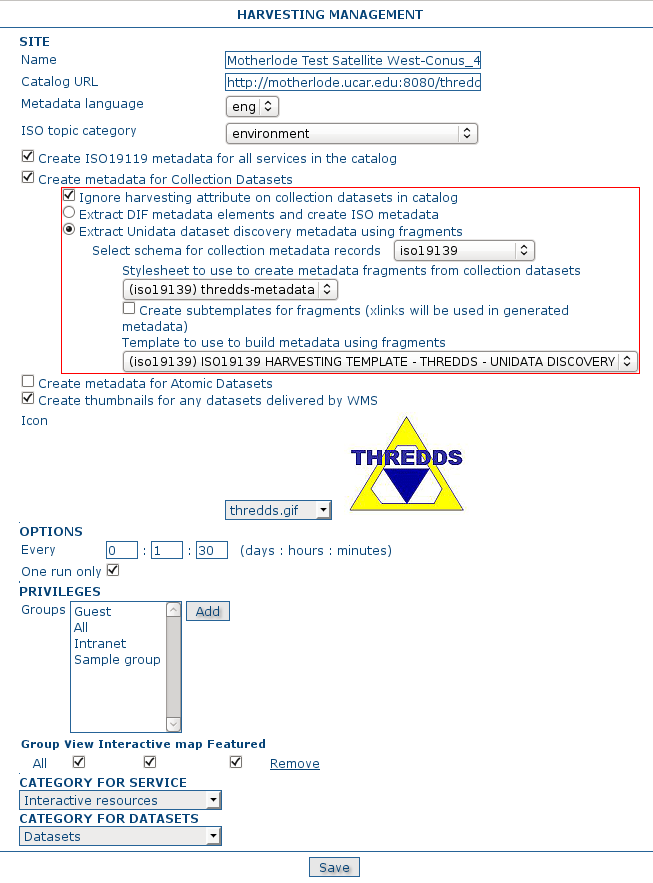 HARVESTING MANAGEMENT
SITE
Name Motherlode Test Satellite West-Conus_4
Catalog URL http://motherlode.ucar.edu:8080/thredd
Metadata language eng
ISO topic category environment
Create ISO19119 metadata for all services in the catalog
Create metadata for Collection Datasets
Ignore harvesting attribute on collection datasets in catalog
Extract DIF metadata elements and create ISO metadata
Extract Unidata dataset discovery metadata using fragments
Select schema for collection metadata records iso19139
Stylesheet to use to create metadata fragments from collection datasets
(iso19139) thredds-metadata
Create subtemplates for fragments (xlinks will be used in generated
metadata)
Template to use to build metadata using fragments
(iso19139) ISO19139 HARVESTING TEMPLATE - THREDDS - UNIDATA DISCOVERY
Create metadata for Atomic Datasets
Create thumbnails for any datasets delivered by WMS
Icon
THREDDS
thredds.gif
OPTIONS
Every 0 : 1 : 30 (days : hours : minutes)
One run only
PRIVILEGES
Groups Guest Add
All
Intranet
Sample group
Group View Interactive map Featured
All Remove
CATEGORY FOR SERVICE
Interactive resources
CATEGORY FOR DATASETS
Datasets
Save